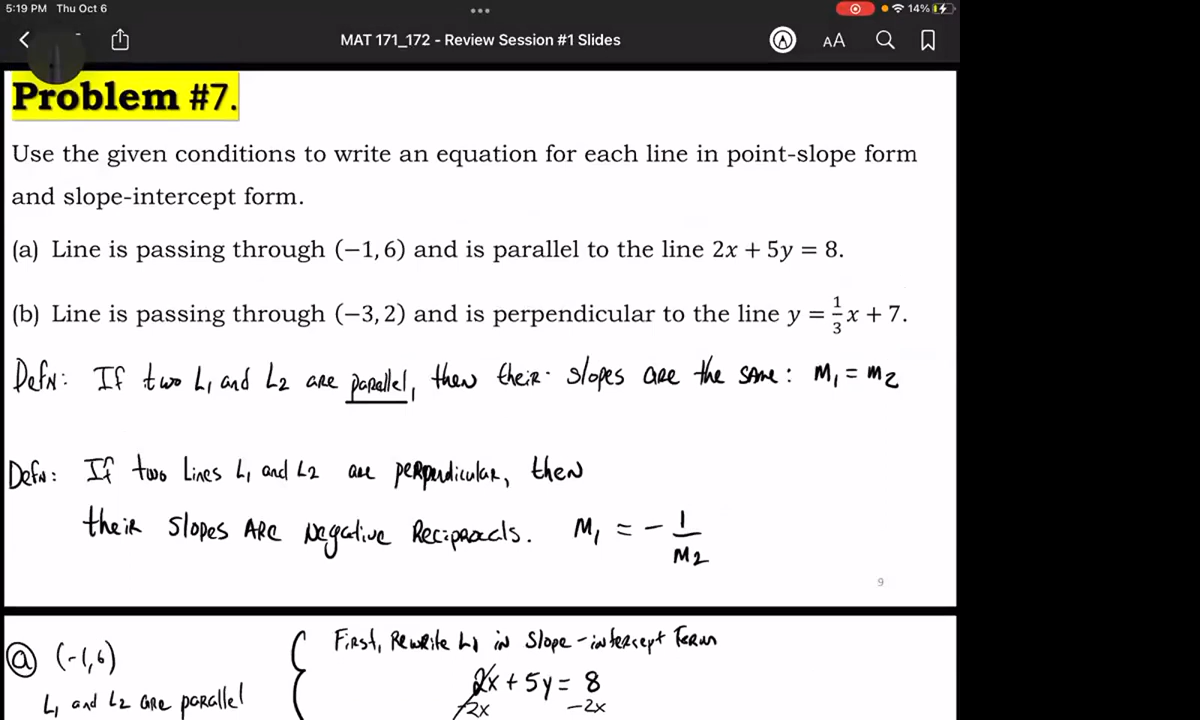 5:19 PM Thu Oct 6
14%
MAT 171_172 - Review Session #1 Slides
AA
Problem #7.
Use the given conditions to write an equation for each line in point-slope form
and slope-intercept form.
(a) Line is passing through (−1, 6) and is parallel to the line 2x + 5y = 8.
(b) Line is passing through (−3, 2) and is perpendicular to the line y = 1/3 x + 7.
Defn: If two L1 and L2 are parallel, then their slopes are the same: M1 = M2
Defn: If two Lines L1 and L2 are perpendicular, then
their slopes are negative reciprocals. M1 = - 1/M2
9
(a) (-1,6)
First, Rewrite L1 in slope-intercept Term
2x + 5y = 8
L1 and L2 are parallel
-2x -2x